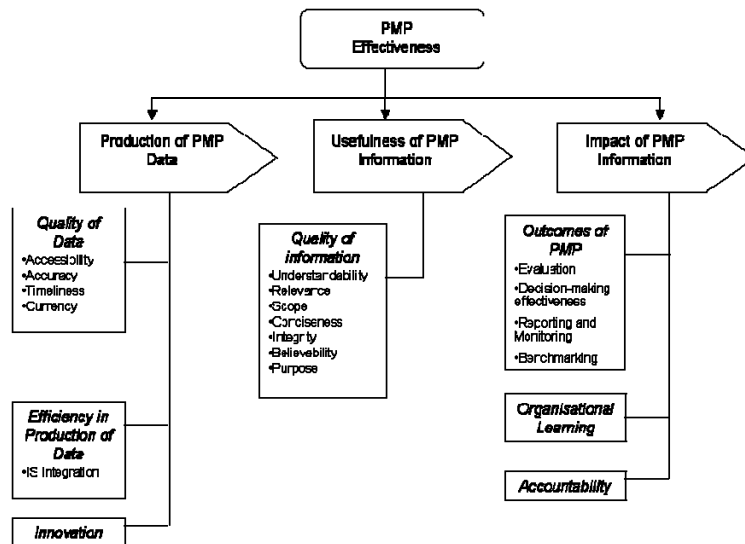 PMP
Effectiveness
Production of PMP
Data
Usefulness of PMP
Information
Impact of PMP
Information
Quality of
Data
•Accessibility
•Accuracy
•Timeliness
•Currency
Efficiency in
Production of
Data
•IS Integration
Innovation
Quality of
information
•Understandability
•Relevance
•Scope
•Conciseness
•Integrity
•Believability
•Purpose
Outcomes of
PMP
•Evaluation
•Decision-making
effectiveness
•Reporting and
Monitoring
•Benchmarking
Organisational
Learning
Accountability